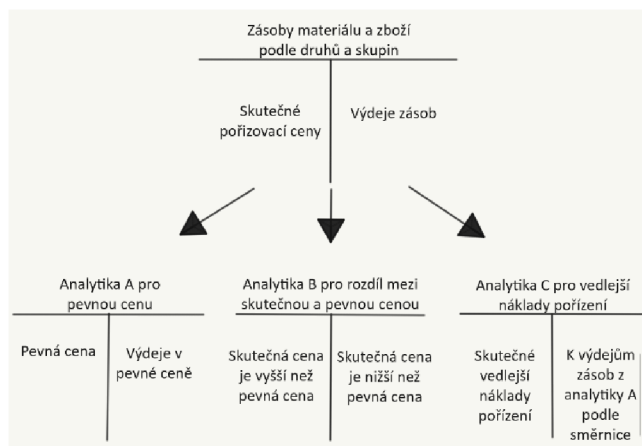 Zásoby materiálu a zboží
podle druhů a skupin
Skutečné
pořizovací ceny
Výdeje zásob
Analytika A pro
pevnou cenu
Pevná cena
Výdeje v
pevné ceně
Analytika B pro rozdíl mezi
skutečnou a pevnou cenou
Skutečná cena
je vyšší než
pevná cena
Skutečná cena
je nižší než
pevná cena
Analytika C pro vedlejší
náklady pořízení
Skutečné
vedlejší
náklady
pořízení
K výdejům
zásob z
analytiky A
podle
směrnice